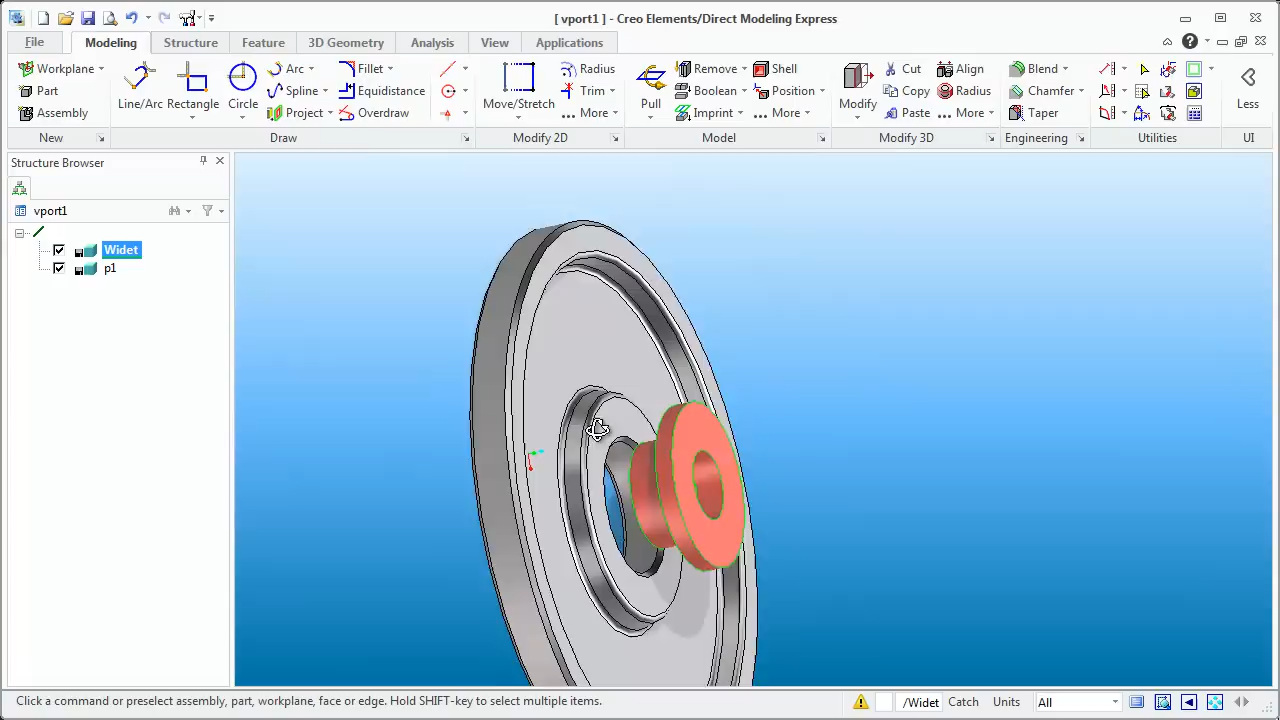 [ vport1 ] - Creo Elements/Direct Modeling Express
File Modeling Structure Feature 3D Geometry Analysis View Applications
Workplane Line/Arc Rectangle Circle Arc Fillet Move/Stretch Radius Pull Remove Shell Modify Cut Align Blend Less
Part Spline Equidistance Trim Boolean Position Copy Radius Chamfer
Assembly Project Overdraw ... More Imprint ... More Paste ... More Taper
New Draw Modify 2D Model Modify 3D Engineering Utilities UI
Structure Browser
vport1
Widet
p1
Click a command or preselect assembly, part, workplane, face or edge. Hold SHIFT-key to select multiple items. /Widet Catch Units All